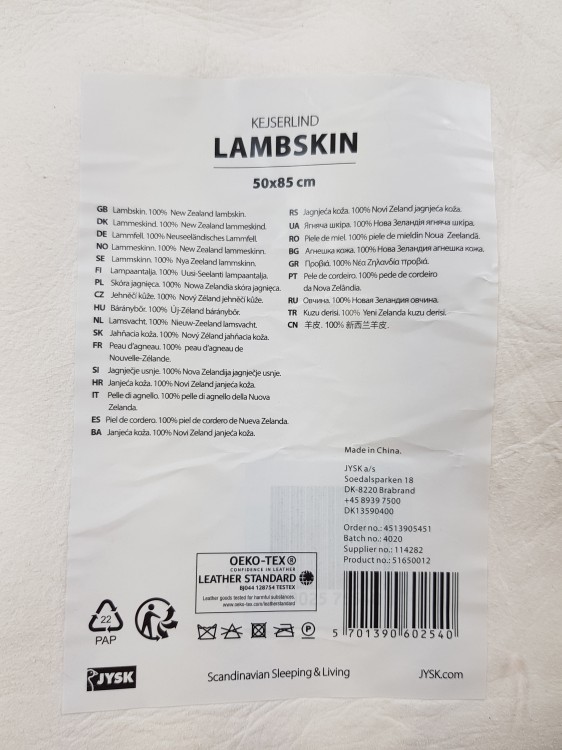 KEJSERLIND
LAMBSKIN
50x85 cm
GB Lambskin. 100% New Zealand lambskin.
DK Lammeskind. 100% New Zealand lammeskind.
DE Lammfell. 100% Neuseeländisches Lammfell.
NO Lammeskinn. 100% New Zealand lammeskinn.
SE Lammskinn. 100% Nya Zeeland lammskinn.
FI Lampaantalja. 100% Uusi-Seelanti lampaantalja.
PL Skóra jagnięca. 100% Nowa Zelandia skóra jagnięca.
CZ Jehněčí kůže. 100% Nový Zéland jehněčí kůže.
HU Báránybőr. 100% Új-Zéland báránybőr.
NL Lamsvacht. 100% Nieuw-Zeeland lamsvacht.
SK Jahňacia koža. 100% Nový Zéland jahňacia koža.
FR Peau d'agneau. 100% peau d'agneau de
Nouvelle-Zélande.
SI Jagnječje usnje. 100% Nova Zelandija jagnječje usnje.
HR Janjeća koža. 100% Novi Zeland janjeća koža.
IT Pelle di agnello. 100% pelle di agnello della Nuova
Zelanda.
ES Piel de cordero. 100% piel de cordero de Nueva Zelanda.
BA Janjeća koža. 100% Novi Zeland janjeća koža.
RS Jagnjeća koža. 100% Novi Zeland jagnjeća koža.
UA Ягняча шкіра. 100% Нова Зеландія ягняча шкіра.
RO Piele de miel. 100% piele de mieldin Noua Zeelandă.
BG Агнешка кожа. 100% Нова Зеландия агнешка кожа.
GR Προβιά. 100% Νέα Ζηλανδία προβιά.
PT Pele de cordeiro. 100% pede de cordeiro
da Nova Zelândia.
RU Овчина. 100% Новая Зеландия овчина.
TR Kuzu derisi. 100% Yeni Zelanda kuzu derisi.
CN 羊皮. 100% 新西兰羊皮.
Made in China.
JYSK a/s
Soedalsparken 18
DK-8220 Brabrand
+45 8939 7500
DK13590400
Order no.: 4513905451
Batch no.: 4020
Supplier no.: 114282
Product no.: 51650012
OEKO-TEX®
CONFIDENCE IN LEATHER
LEATHER STANDARD
BJ044 128754 TESTEX
Leather goods tested for harmful substances.
www.oeko-tex.com/leatherstandard
22
PAP
P
5 701390 602540
JYSK
Scandinavian Sleeping & Living
JYSK.com